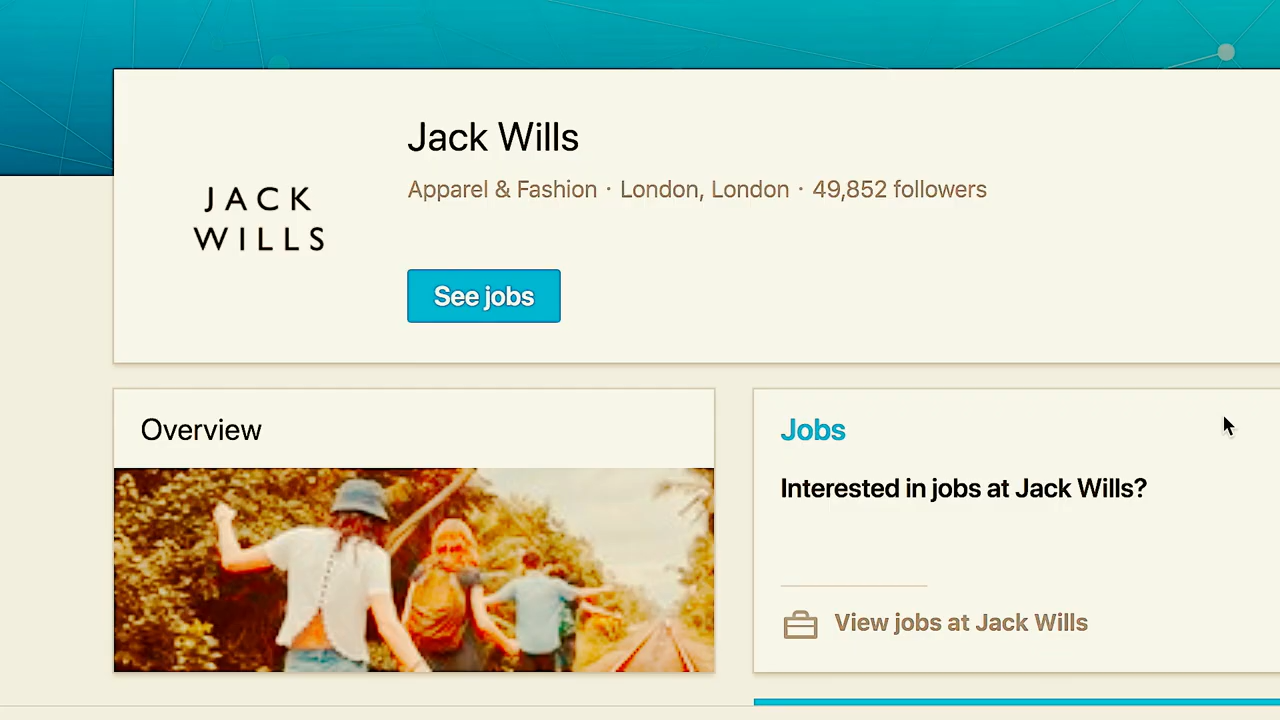 JACK
WILLS
Jack Wills
Apparel & Fashion · London, London · 49,852 followers
See jobs
Overview
Jobs
Interested in jobs at Jack Wills?
View jobs at Jack Wills